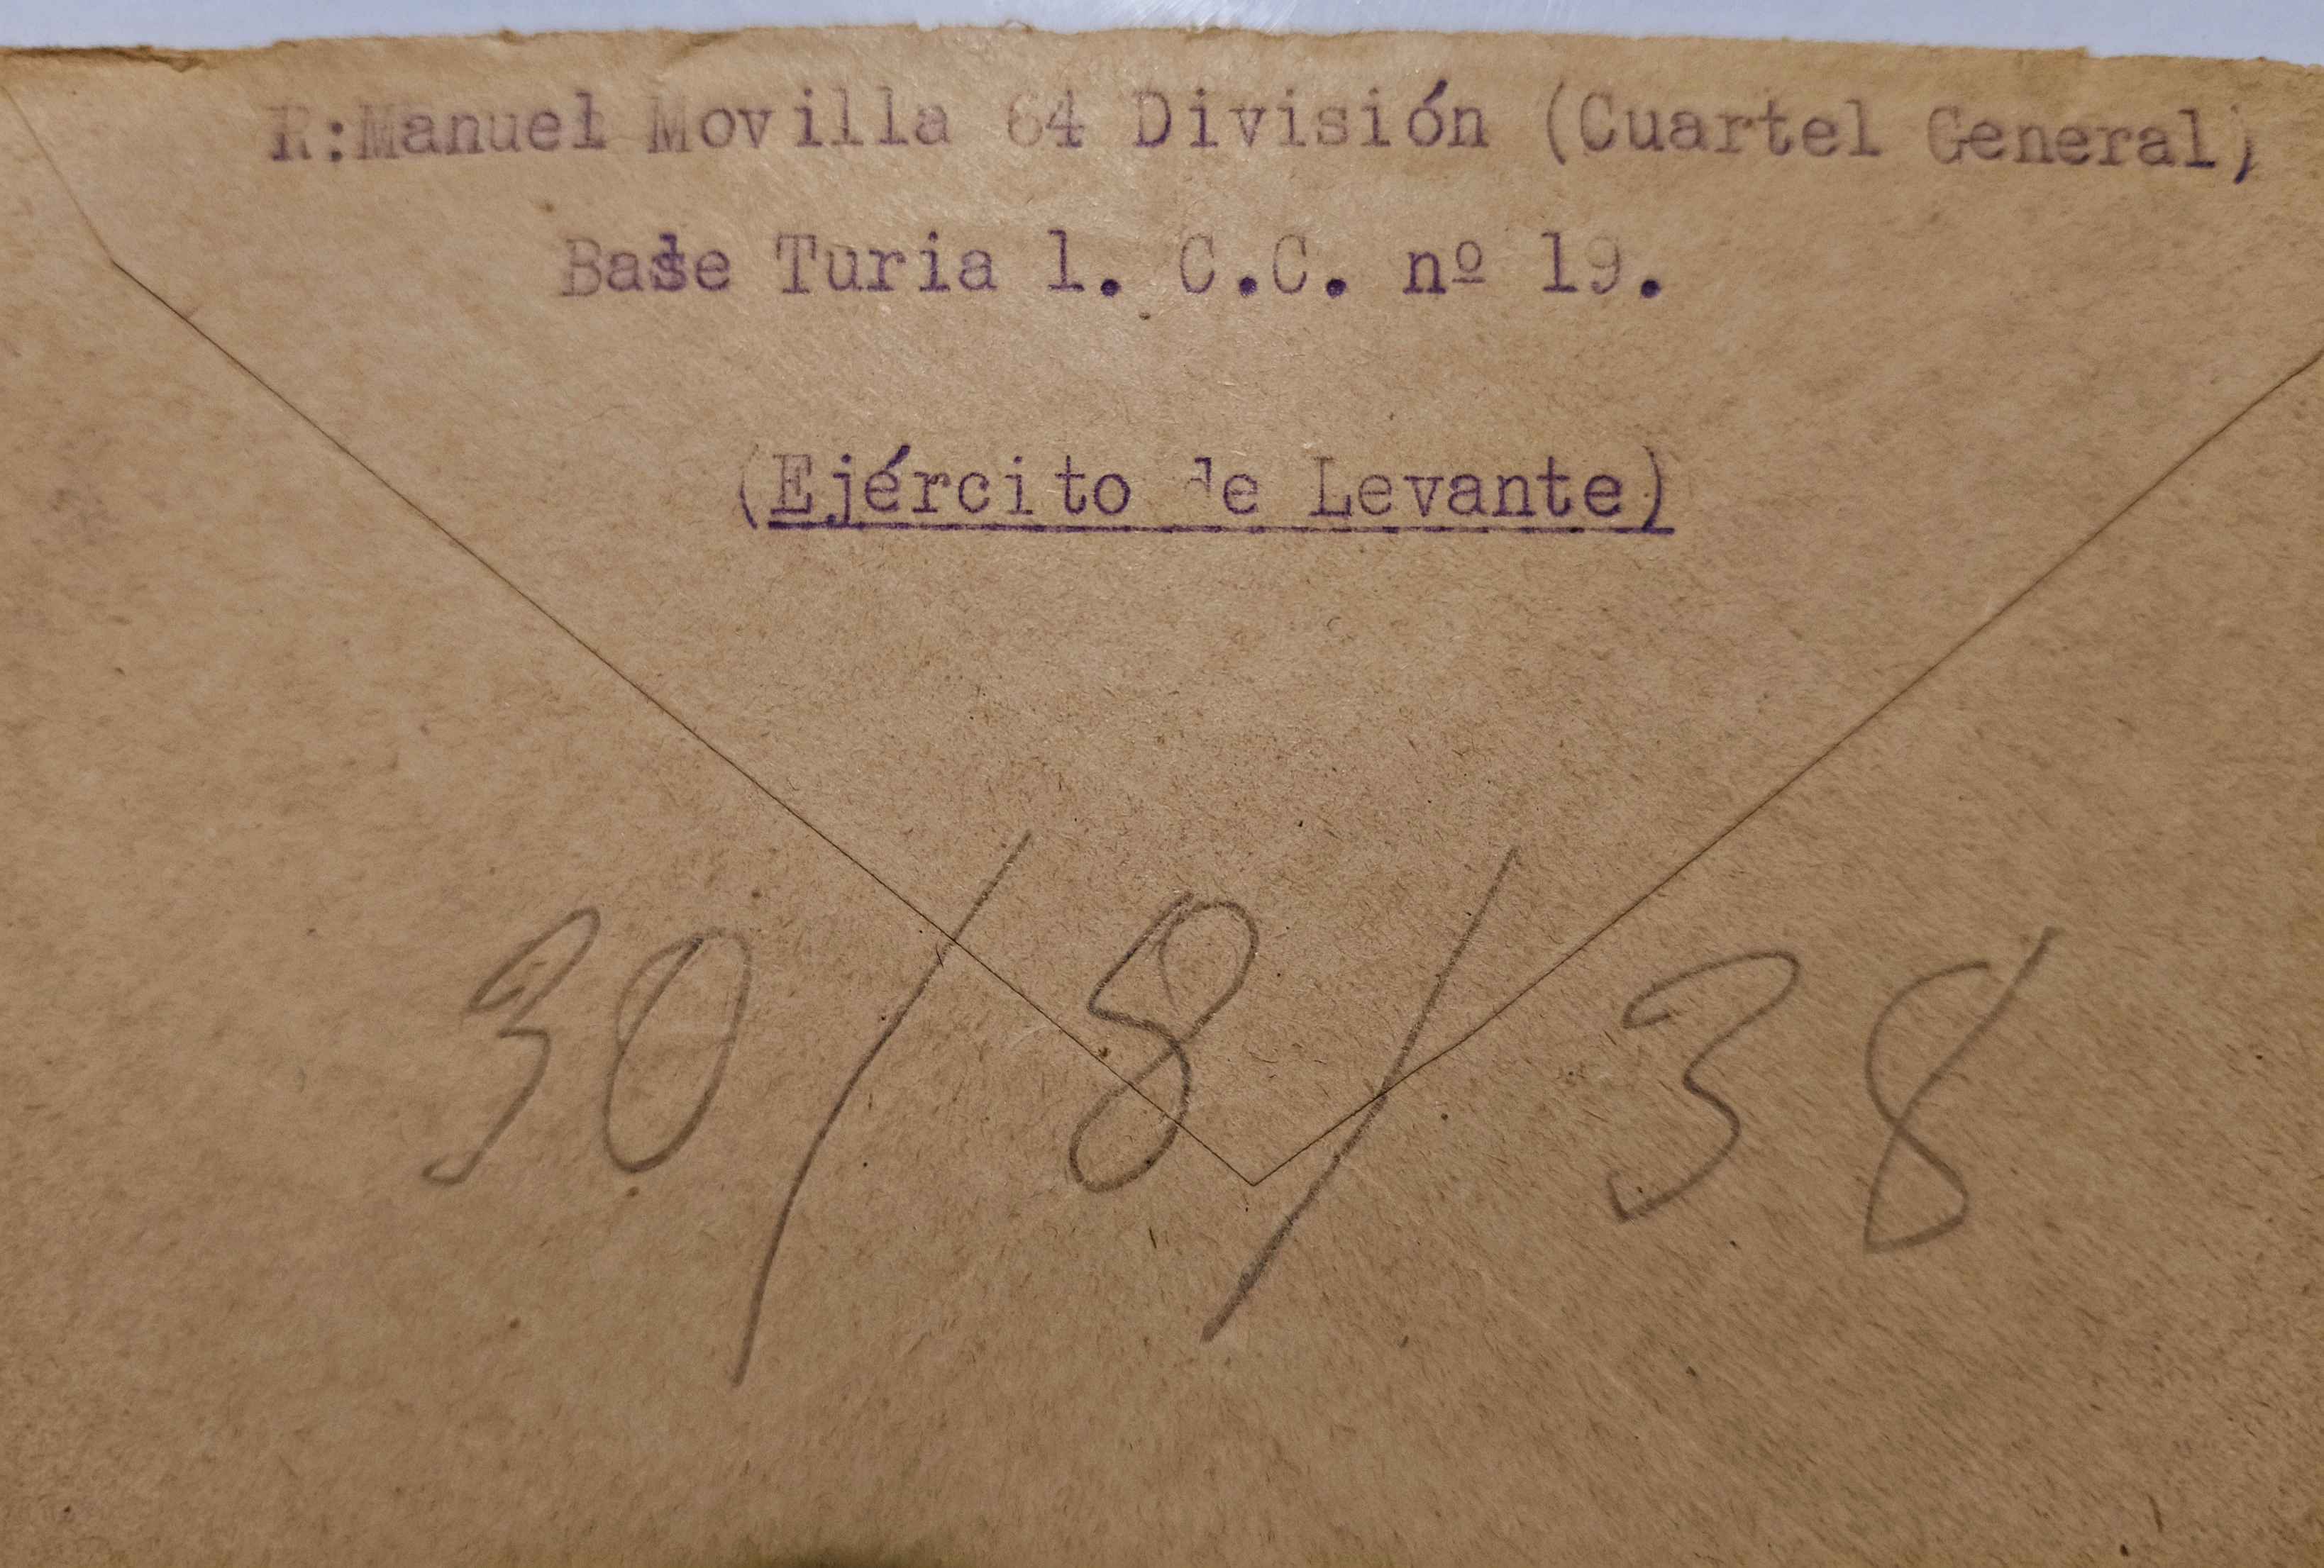 R:Manuel Movilla 64 División (Cuartel General)
Base Turia 1. C.C. nº 19.
(Ejército de Levante)
30/8/38